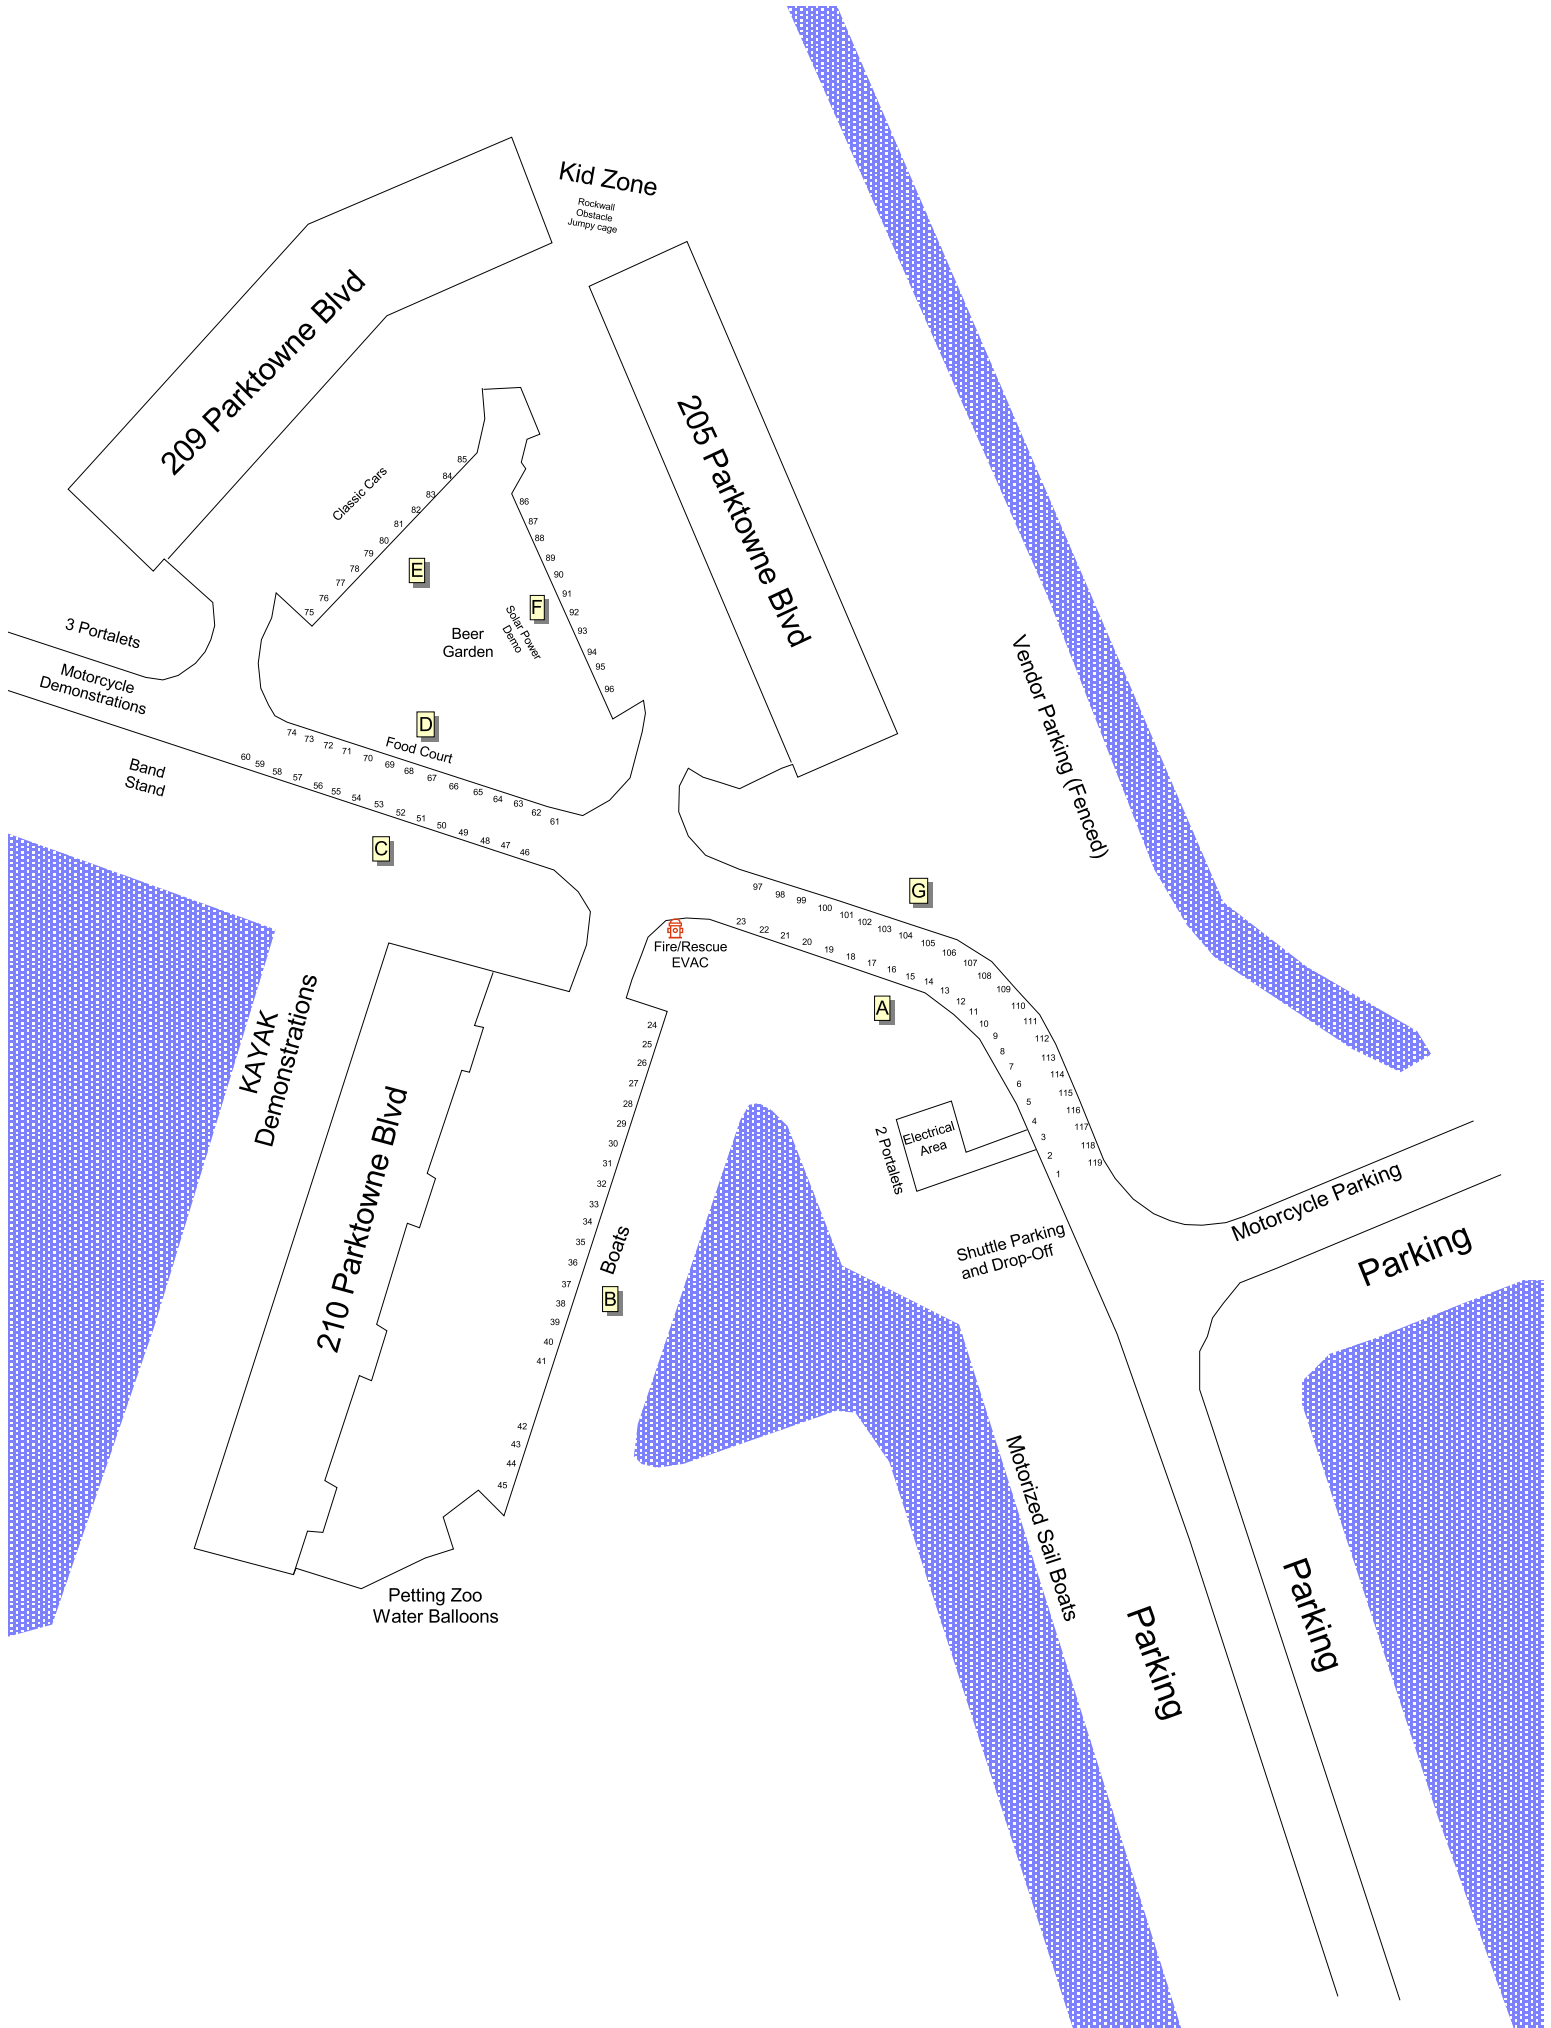 Kid Zone
Rockwall
Obstacle
Jumpy cage
209 Parktowne Blvd
205 Parktowne Blvd
Classic Cars
85
84
83
82
81
80
79
78
77
76
75
86
87
88
89
90
91
92
93
94
95
96
E
F
Solar Power
Demo
Beer
Garden
D
Food Court
3 Portalets
Motorcycle
Demonstrations
Band
Stand
74
73
72
71
70
69
68
67
66
65
64
63
62
61
60
59
58
57
56
55
54
53
52
51
50
49
48
47
46
C
Vendor Parking (Fenced)
G
97
98
99
100
101
102
103
104
105
106
107
108
109
110
111
112
113
114
115
116
117
118
119
23
22
21
20
19
18
17
16
15
14
13
12
11
10
9
8
7
6
5
4
3
2
1
A
Fire/Rescue
EVAC
KAYAK
Demonstrations
210 Parktowne Blvd
24
25
26
27
28
29
30
31
32
33
34
35
36
37
38
39
40
41
42
43
44
45
Boats
B
Electrical
Area
2 Portalets
Shuttle Parking
and Drop-Off
Motorcycle Parking
Parking
Motorized Sail Boats
Parking
Parking
Petting Zoo
Water Balloons